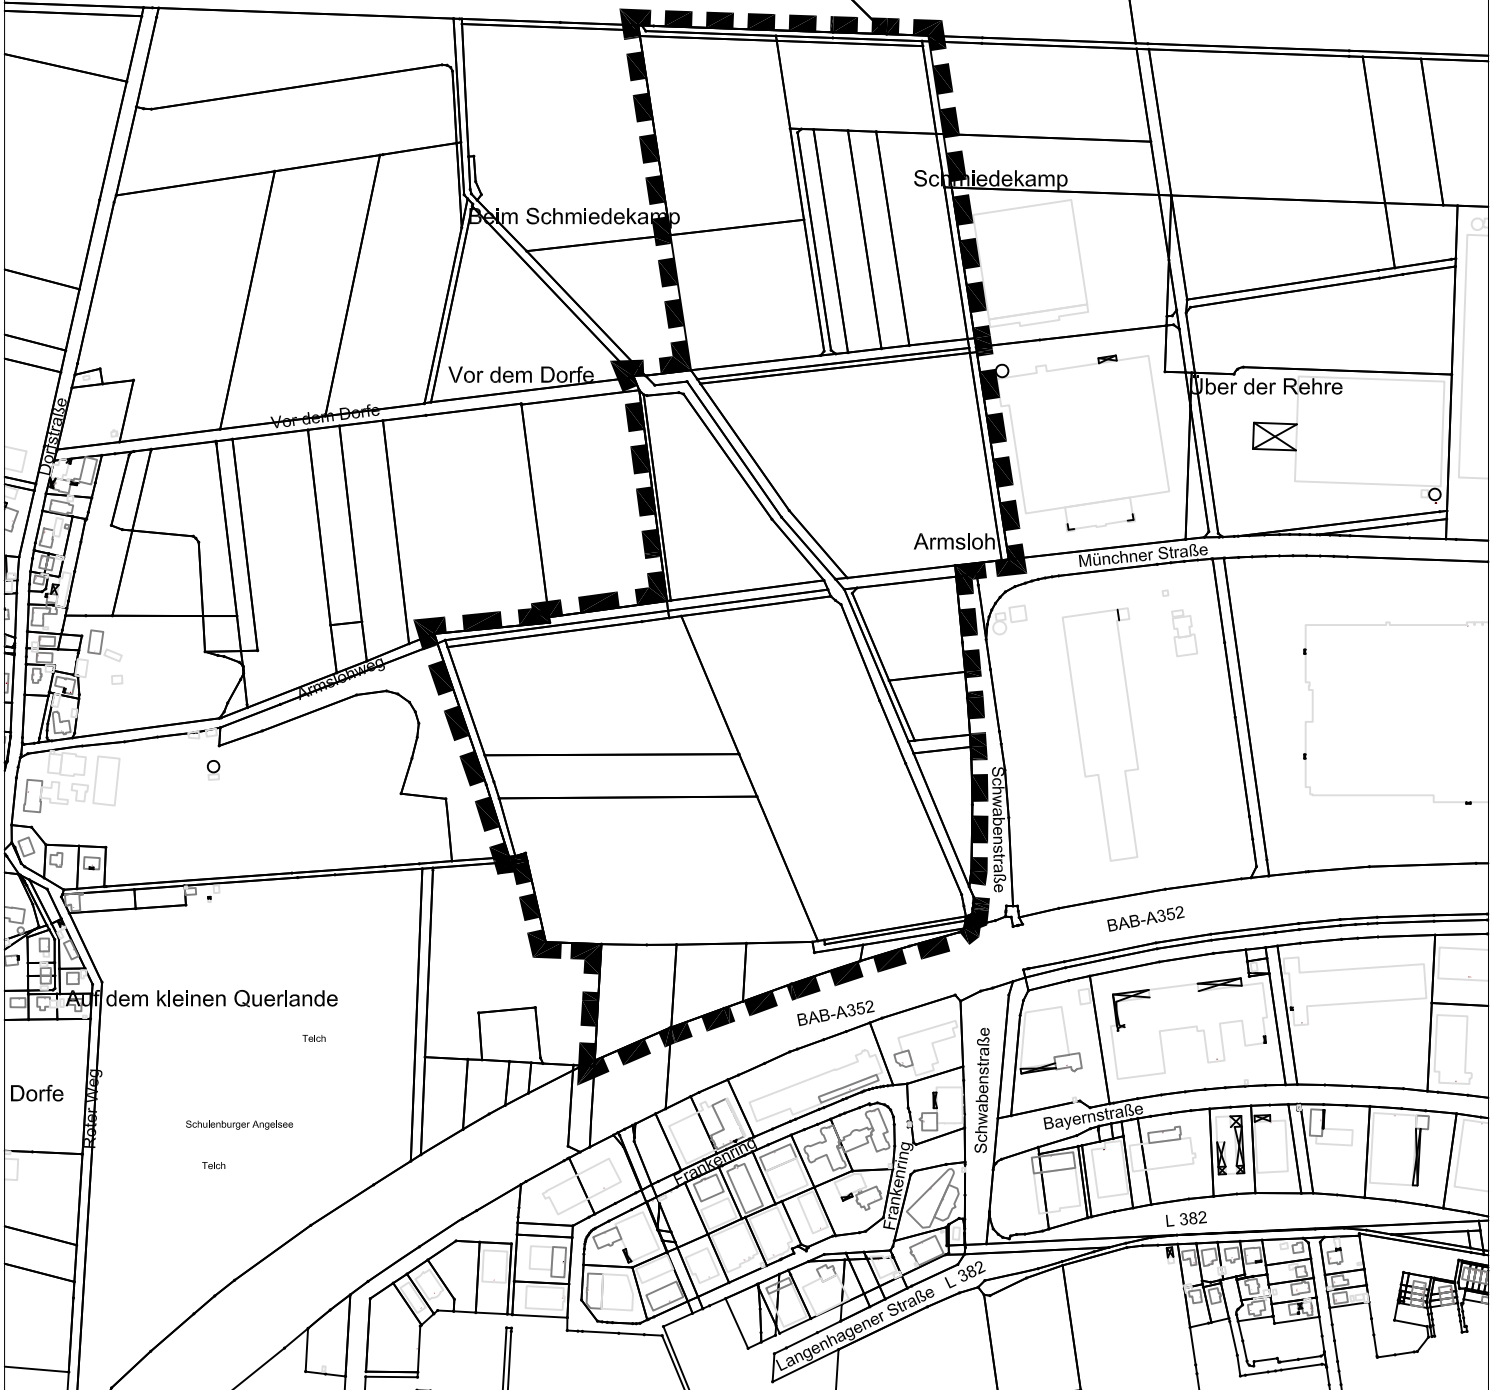 Schmiedekamp
Beim Schmiedekamp
Vor dem Dorfe
Über der Rehre
Vor dem Dorfe
Dorfstraße
Armsloh
Münchner Straße
Armslohweg
Schwabenstraße
BAB-A352
Auf dem kleinen Querlande
BAB-A352
Teich
Schwabenstraße
Dorfe
Roter Weg
Bayernstraße
Schulenburger Angelsee
Frankenring
Teich
Frankenring
L 382
L 382
Langenhagener Straße